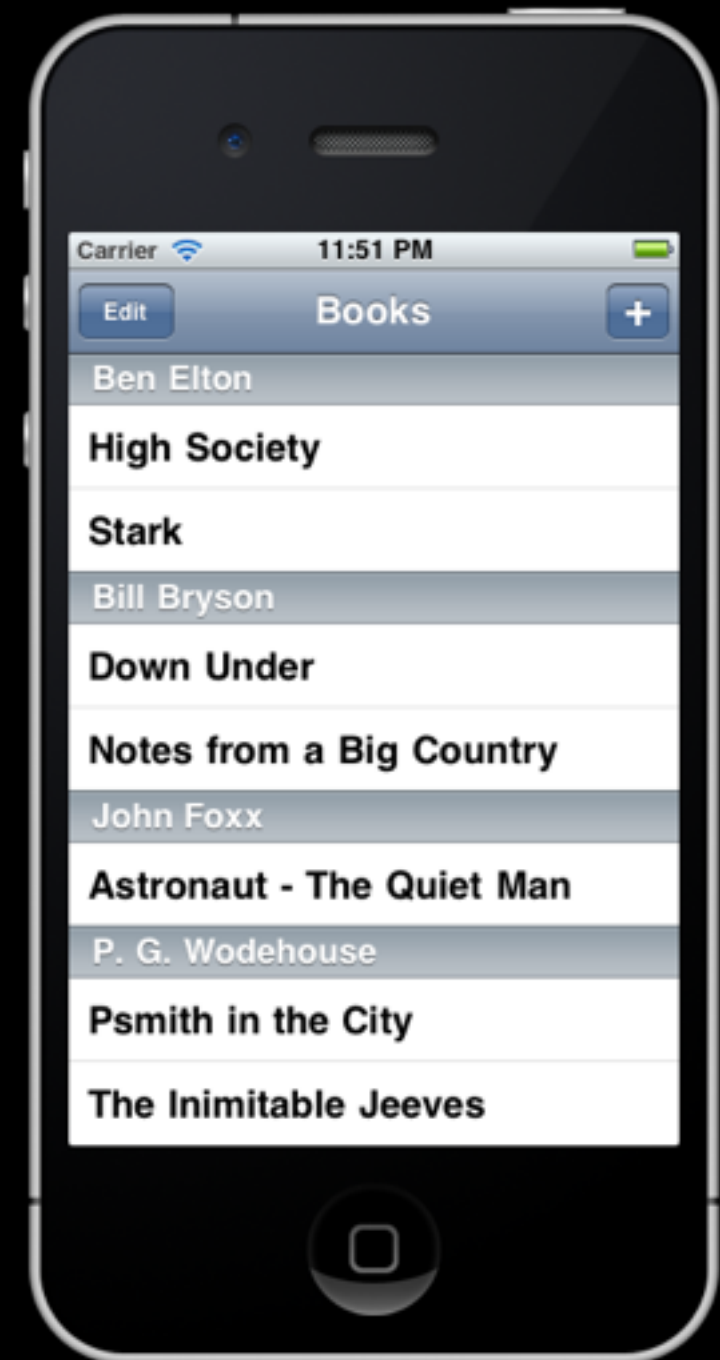 Carrier 11:51 PM
Edit Books +
Ben Elton
High Society
Stark
Bill Bryson
Down Under
Notes from a Big Country
John Foxx
Astronaut - The Quiet Man
P. G. Wodehouse
Psmith in the City
The Inimitable Jeeves